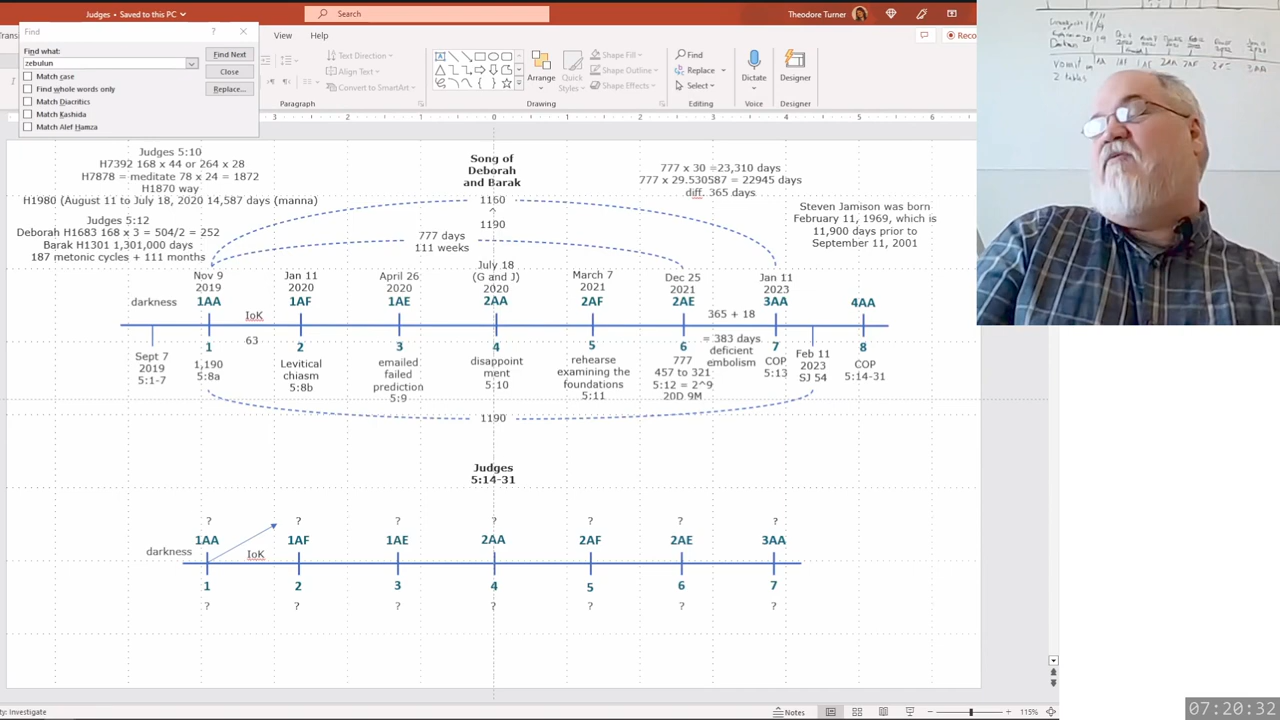 Judges • Saved to this PC
Search
Theodore Turner
Find
? ×
Find what:
zebulun
Find Next
Close
Replace...
Match case
Find whole words only
Match Diacritics
Match Kashida
Match Alef Hamza
View Help
Reco
Text Direction
Align Text
Convert to SmartArt
Paragraph
Arrange
Quick
Styles
Shape Fill
Shape Outline
Shape Effects
Drawing
Find
Replace
Select
Editing
Dictate
Voice
Designer
Designer
3 2 1 0 1 2 3 4 5 6
Judges 5:10
H7392 168 x 44 or 264 x 28
H7878 = meditate 78 x 24 = 1872
H1870 way
H1980 (August 11 to July 18, 2020 14,587 days (manna)
Judges 5:12
Deborah H1683 168 x 3 = 504/2 = 252
Barak H1301 1,301,000 days
187 metonic cycles + 111 months
Song of
Deborah
and Barak
1160
^
1190
777 days
111 weeks
777 x 30 =23,310 days
777 x 29.530587 = 22945 days
diff. 365 days
Steven Jamison was born
February 11, 1969, which is
11,900 days prior to
September 11, 2001
Nov 9
2019
Jan 11
2020
April 26
2020
July 18
(G and J)
2020
March 7
2021
Dec 25
2021
Jan 11
2023
darkness 1AA 1AF 1AE 2AA 2AF 2AE 3AA 4AA
IoK
365 + 18
63
= 383 days
deficient
embolism
1 2 3 4 5 6 7 8
Sept 7
2019
5:1-7
1,190
5:8a
Levitical
chiasm
5:8b
emailed
failed
prediction
5:9
disappoint
ment
5:10
rehearse
examining the
foundations
5:11
777
457 to 321
5:12 = 2^9
20D 9M
COP
5:13
Feb 11
2023
SJ 54
COP
5:14-31
1190
Judges
5:14-31
? ? ? ? ? ? ?
1AA 1AF 1AE 2AA 2AF 2AE 3AA
darkness
IoK
1 2 3 4 5 6 7
? ? ? ? ? ? ?
ty: Investigate
Notes
115%
07:20:32